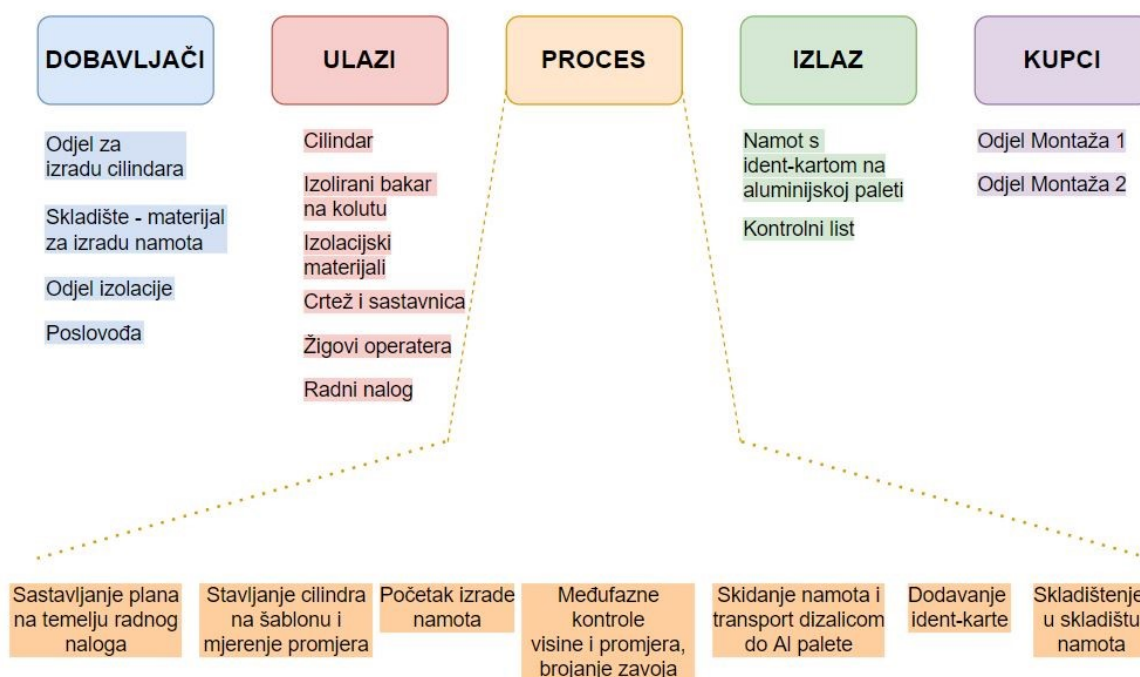 DOBAVLJAČI
ULAZI
PROCES
IZLAZ
KUPCI
Odjel za
izradu cilindara
Skladište - materijal
za izradu namota
Odjel izolacije
Poslovođa
Cilindar
Izolirani bakar
na kolutu
Izolacijski
materijali
Crtež i sastavnica
Žigovi operatera
Radni nalog
Namot s
ident-kartom na
aluminijskoj paleti
Kontrolni list
Odjel Montaža 1
Odjel Montaža 2
Sastavljanje plana
na temelju radnog
naloga
Stavljanje cilindra
na šablonu i
mjerenje promjera
Početak izrade
namota
Međufazne
kontrole
visine i promjera,
brojanje zavoja
Skidanje namota i
transport dizalicom
do Al palete
Dodavanje
ident-karte
Skladištenje
u skladištu
namota